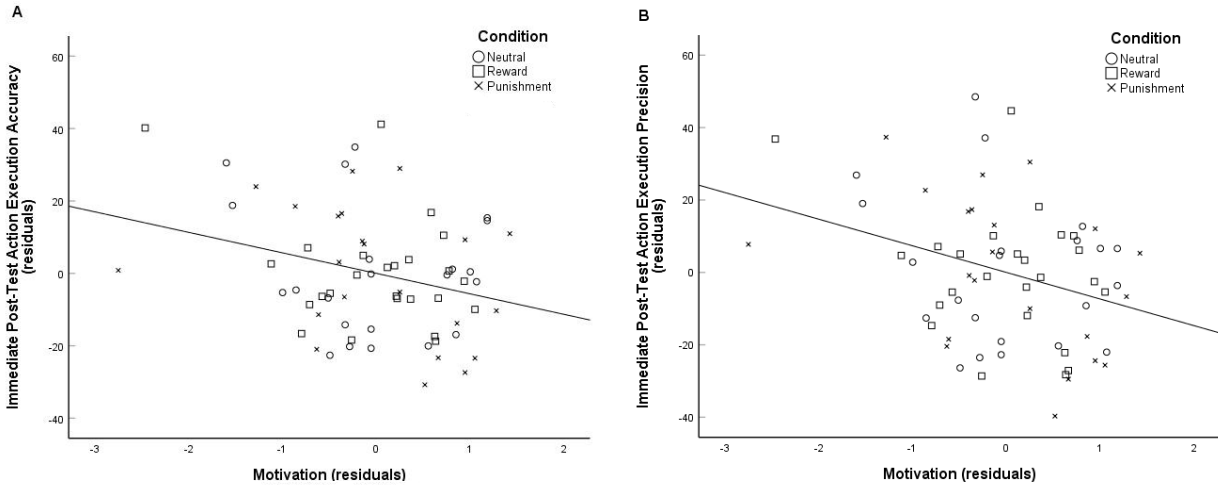 A
Condition
Neutral
Reward
Punishment
Immediate Post-Test Action Execution Accuracy
(residuals)
60
40
20
0
-20
-40
-3
-2
-1
0
1
2
Motivation (residuals)
B
Condition
Neutral
Reward
Punishment
Immediate Post-Test Action Execution Precision
(residuals)
60
40
20
0
-20
-40
-3
-2
-1
0
1
2
Motivation (residuals)